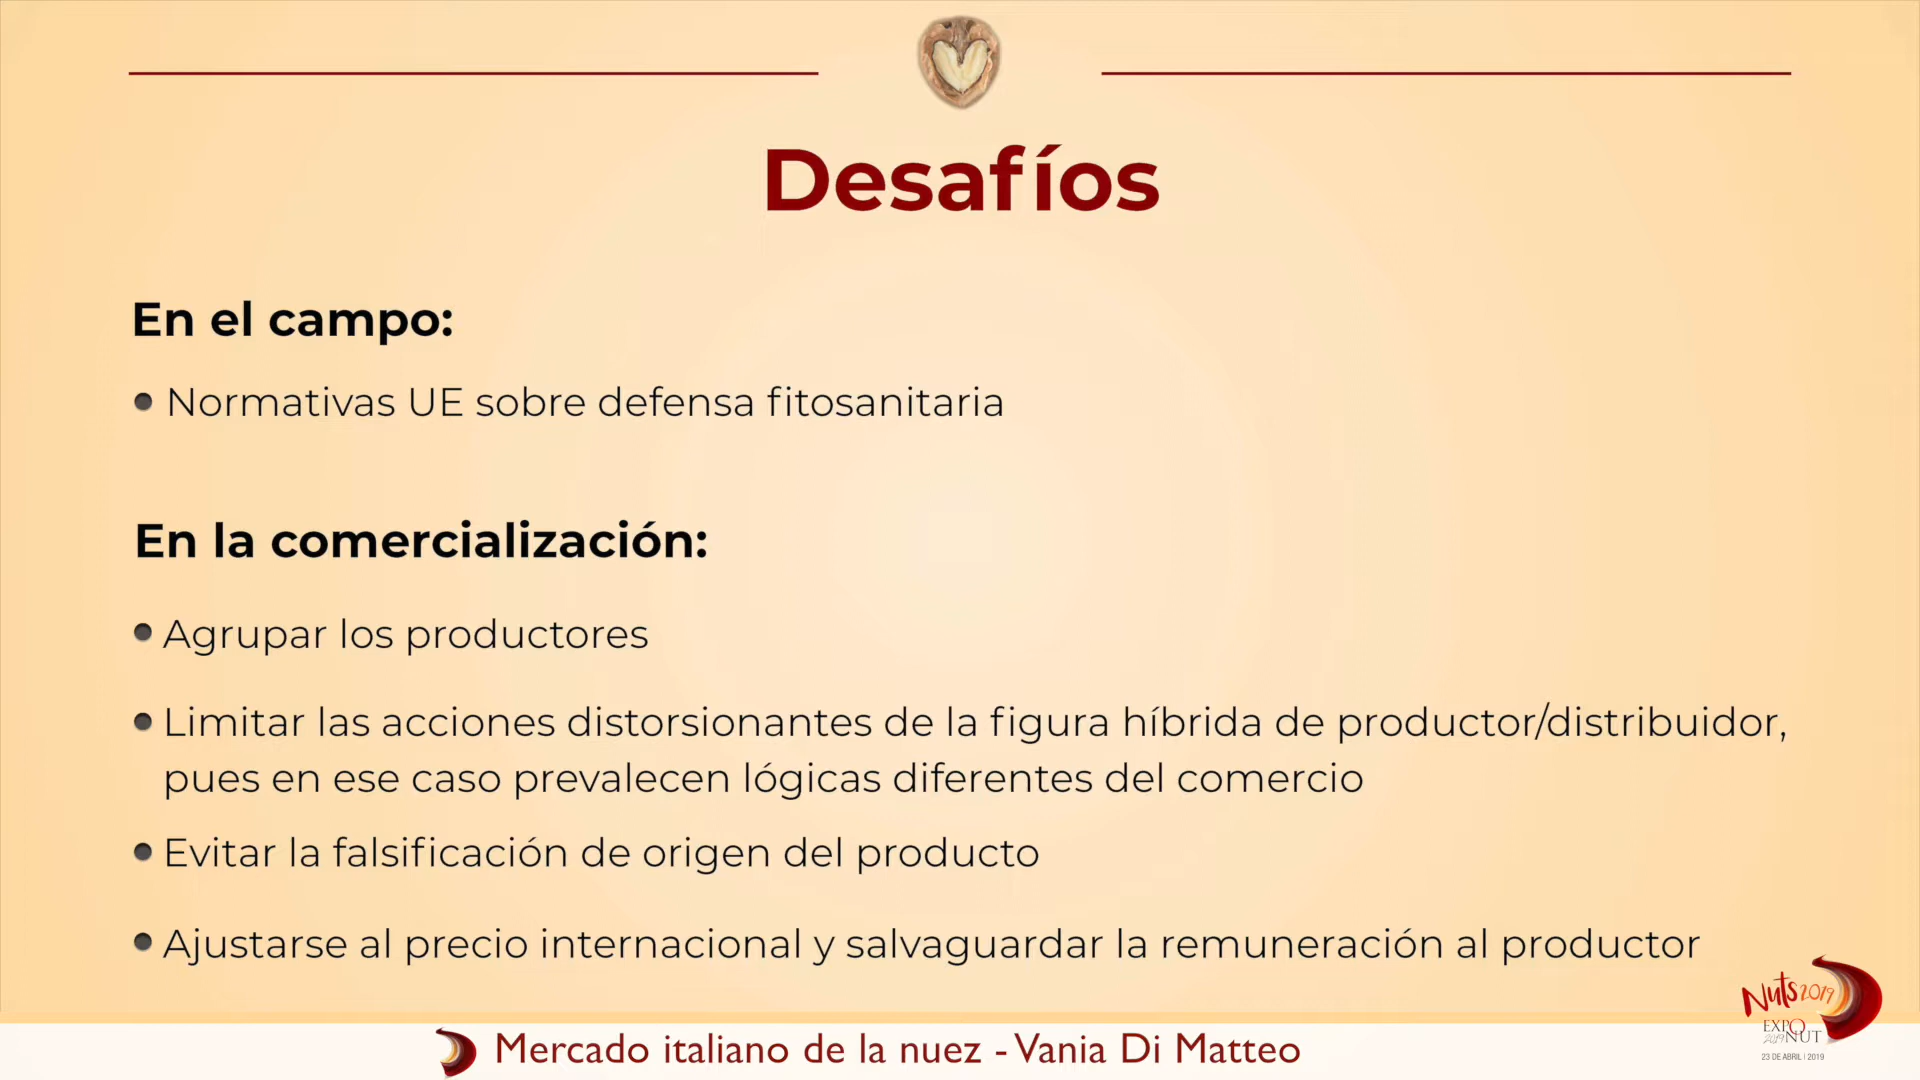 Desafíos
En el campo:
• Normativas UE sobre defensa fitosanitaria
En la comercialización:
• Agrupar los productores
• Limitar las acciones distorsionantes de la figura híbrida de productor/distribuidor,
pues en ese caso prevalecen lógicas diferentes del comercio
• Evitar la falsificación de origen del producto
• Ajustarse al precio internacional y salvaguardar la remuneración al productor
Nuts 2019
EXPO
2019 NUT
23 DE ABRIL | 2019
Mercado italiano de la nuez - Vania Di Matteo